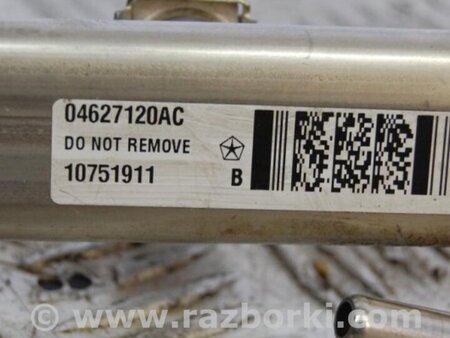 04627120AC
DO NOT REMOVE
10751911 B
www.razborki.com